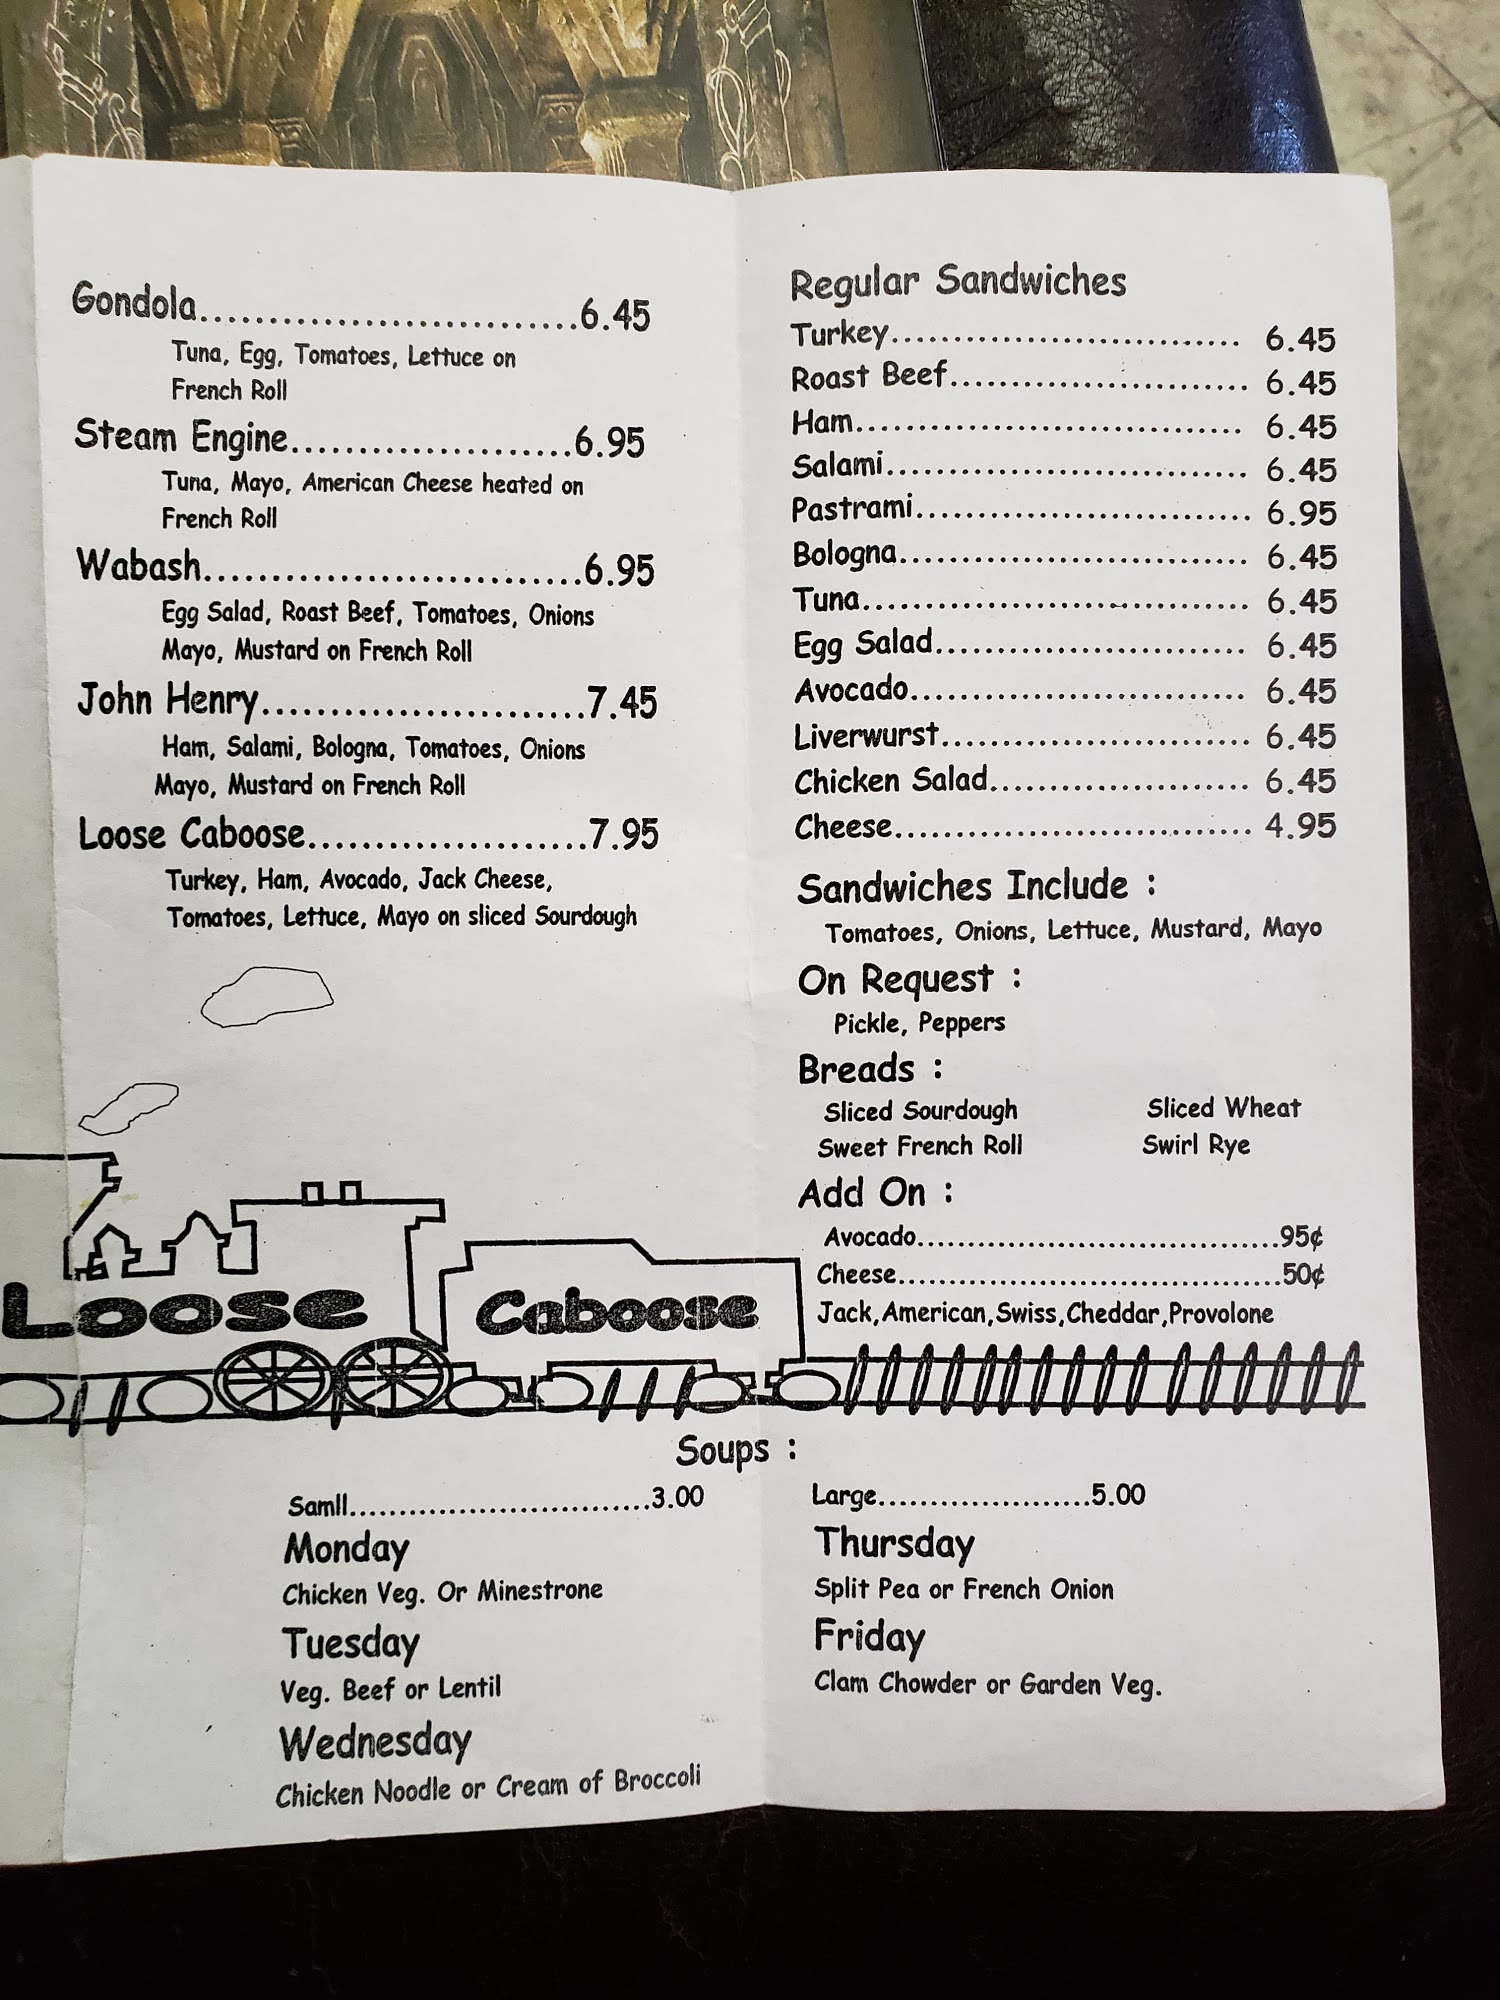 Gondola............................6.45
Tuna, Egg, Tomatoes, Lettuce on
French Roll
Steam Engine.....................6.95
Tuna, Mayo, American Cheese heated on
French Roll
Wabash............................6.95
Egg Salad, Roast Beef, Tomatoes, Onions
Mayo, Mustard on French Roll
John Henry........................7.45
Ham, Salami, Bologna, Tomatoes, Onions
Mayo, Mustard on French Roll
Loose Caboose.....................7.95
Turkey, Ham, Avocado, Jack Cheese,
Tomatoes, Lettuce, Mayo on sliced Sourdough
Regular Sandwiches
Turkey............................... 6.45
Roast Beef.......................... 6.45
Ham.................................. 6.45
Salami................................ 6.45
Pastrami............................. 6.95
Bologna............................... 6.45
Tuna.................................. 6.45
Egg Salad............................ 6.45
Avocado.............................. 6.45
Liverwurst............................ 6.45
Chicken Salad....................... 6.45
Cheese............................... 4.95
Sandwiches Include :
Tomatoes, Onions, Lettuce, Mustard, Mayo
On Request :
Pickle, Peppers
Breads :
Sliced Sourdough Sliced Wheat
Sweet French Roll Swirl Rye
Add On :
Avocado....................................95¢
Cheese......................................50¢
Jack,American,Swiss,Cheddar,Provolone
Loose Caboose
Soups :
Samll..............................3.00 Large.....................5.00
Monday
Chicken Veg. Or Minestrone
Tuesday
Veg. Beef or Lentil
Wednesday
Chicken Noodle or Cream of Broccoli
Thursday
Split Pea or French Onion
Friday
Clam Chowder or Garden Veg.